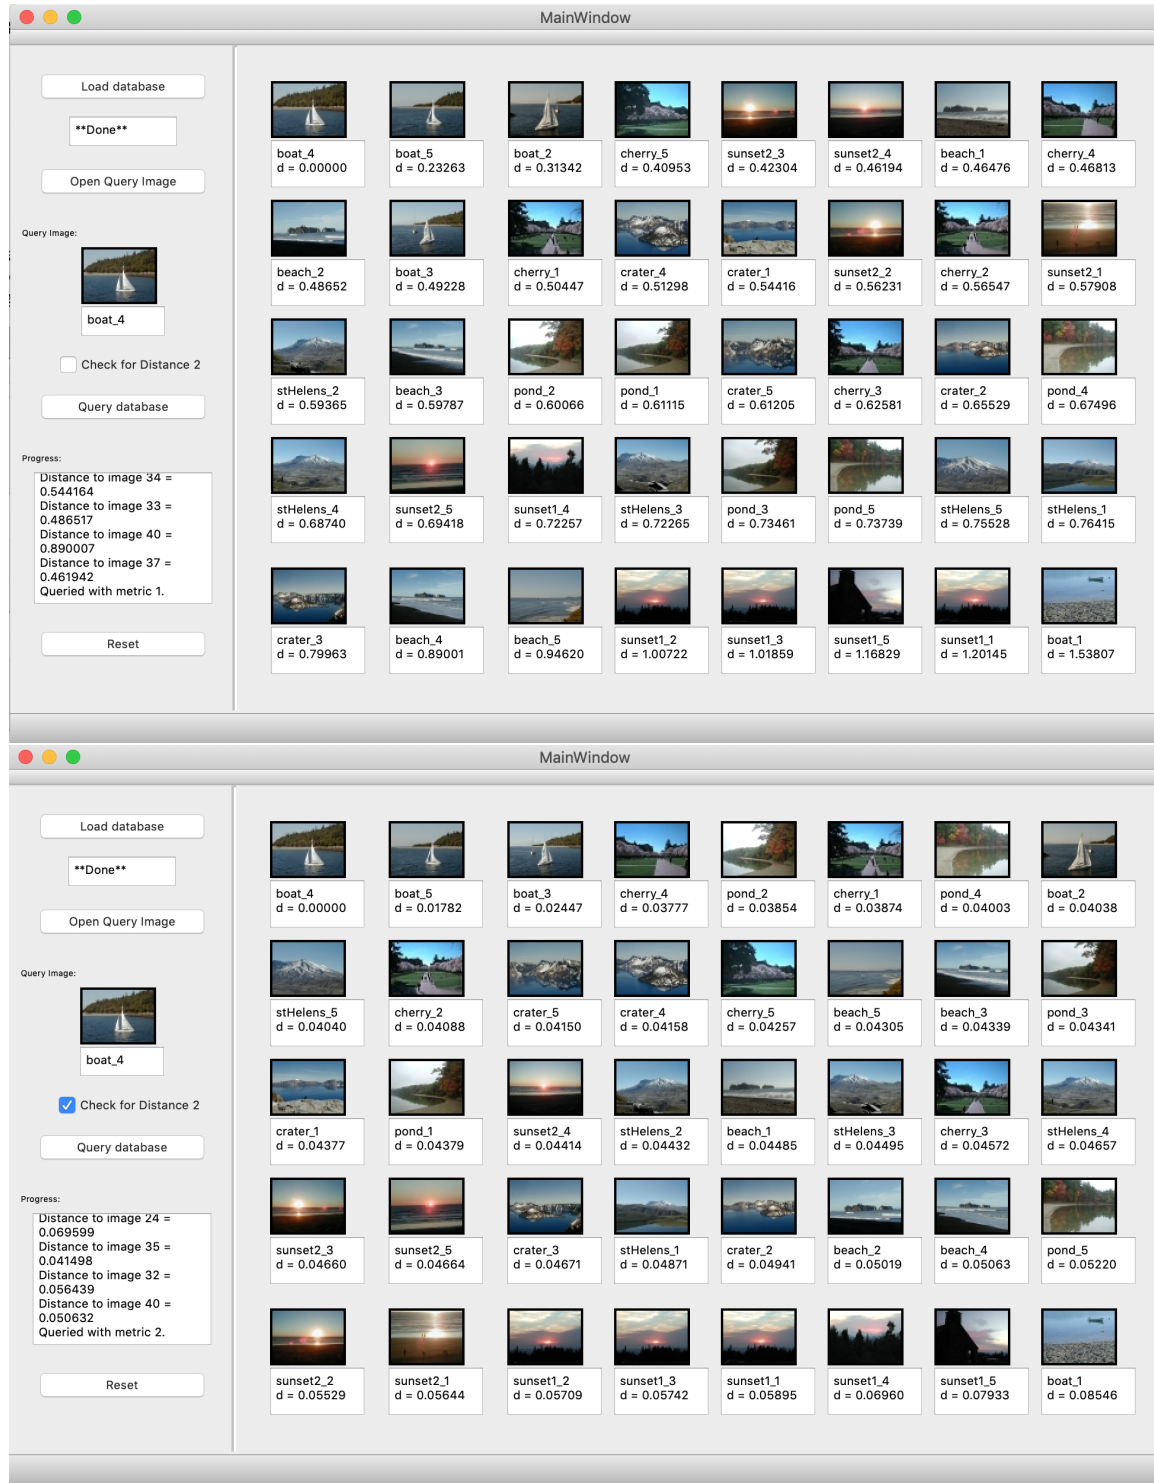 MainWindow
Load database
**Done**
Open Query Image
Query Image:
boat_4
Check for Distance 2
Query database
Progress:
Distance to image 34 =
0.544164
Distance to image 33 =
0.486517
Distance to image 40 =
0.890007
Distance to image 37 =
0.461942
Queried with metric 1.
Reset
boat_4 boat_5 boat_2 cherry_5 sunset2_3 sunset2_4 beach_1 cherry_4
d = 0.00000 d = 0.23263 d = 0.31342 d = 0.40953 d = 0.42304 d = 0.46194 d = 0.46476 d = 0.46813
beach_2 boat_3 cherry_1 crater_4 crater_1 sunset2_2 cherry_2 sunset2_1
d = 0.48652 d = 0.49228 d = 0.50447 d = 0.51298 d = 0.54416 d = 0.56231 d = 0.56547 d = 0.57908
stHelens_2 beach_3 pond_2 pond_1 crater_5 cherry_3 crater_2 pond_4
d = 0.59365 d = 0.59787 d = 0.60066 d = 0.61115 d = 0.61205 d = 0.62581 d = 0.65529 d = 0.67496
stHelens_4 sunset2_5 sunset1_4 stHelens_3 pond_3 pond_5 stHelens_5 stHelens_1
d = 0.68740 d = 0.69418 d = 0.72257 d = 0.72265 d = 0.73461 d = 0.73739 d = 0.75528 d = 0.76415
crater_3 beach_4 beach_5 sunset1_2 sunset1_3 sunset1_5 sunset1_1 boat_1
d = 0.79963 d = 0.89001 d = 0.94620 d = 1.00722 d = 1.01859 d = 1.16829 d = 1.20145 d = 1.53807
MainWindow
Load database
**Done**
Open Query Image
Query Image:
boat_4
Check for Distance 2
Query database
Progress:
Distance to image 24 =
0.069599
Distance to image 35 =
0.041498
Distance to image 32 =
0.056439
Distance to image 40 =
0.050632
Queried with metric 2.
Reset
boat_4 boat_5 boat_3 cherry_4 pond_2 cherry_1 pond_4 boat_2
d = 0.00000 d = 0.01782 d = 0.02447 d = 0.03777 d = 0.03854 d = 0.03874 d = 0.04003 d = 0.04038
stHelens_5 cherry_2 crater_5 crater_4 cherry_5 beach_5 beach_3 pond_3
d = 0.04040 d = 0.04088 d = 0.04150 d = 0.04158 d = 0.04257 d = 0.04305 d = 0.04339 d = 0.04341
crater_1 pond_1 sunset2_4 stHelens_2 beach_1 stHelens_3 cherry_3 stHelens_4
d = 0.04377 d = 0.04379 d = 0.04414 d = 0.04432 d = 0.04485 d = 0.04495 d = 0.04572 d = 0.04657
sunset2_3 sunset2_5 crater_3 stHelens_1 crater_2 beach_2 beach_4 pond_5
d = 0.04660 d = 0.04664 d = 0.04671 d = 0.04871 d = 0.04941 d = 0.05019 d = 0.05063 d = 0.05220
sunset2_2 sunset2_1 sunset1_2 sunset1_3 sunset1_1 sunset1_4 sunset1_5 boat_1
d = 0.05529 d = 0.05644 d = 0.05709 d = 0.05742 d = 0.05895 d = 0.06960 d = 0.07933 d = 0.08546